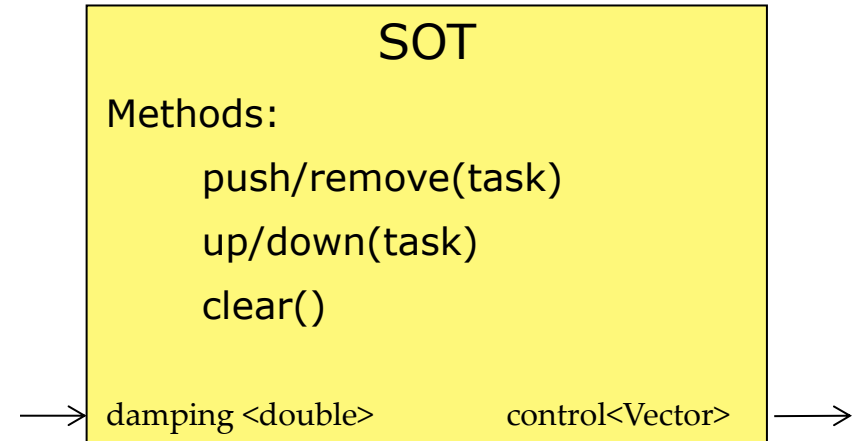 SOT
Methods:
push/remove(task)
up/down(task)
clear()
damping <double> control<Vector>